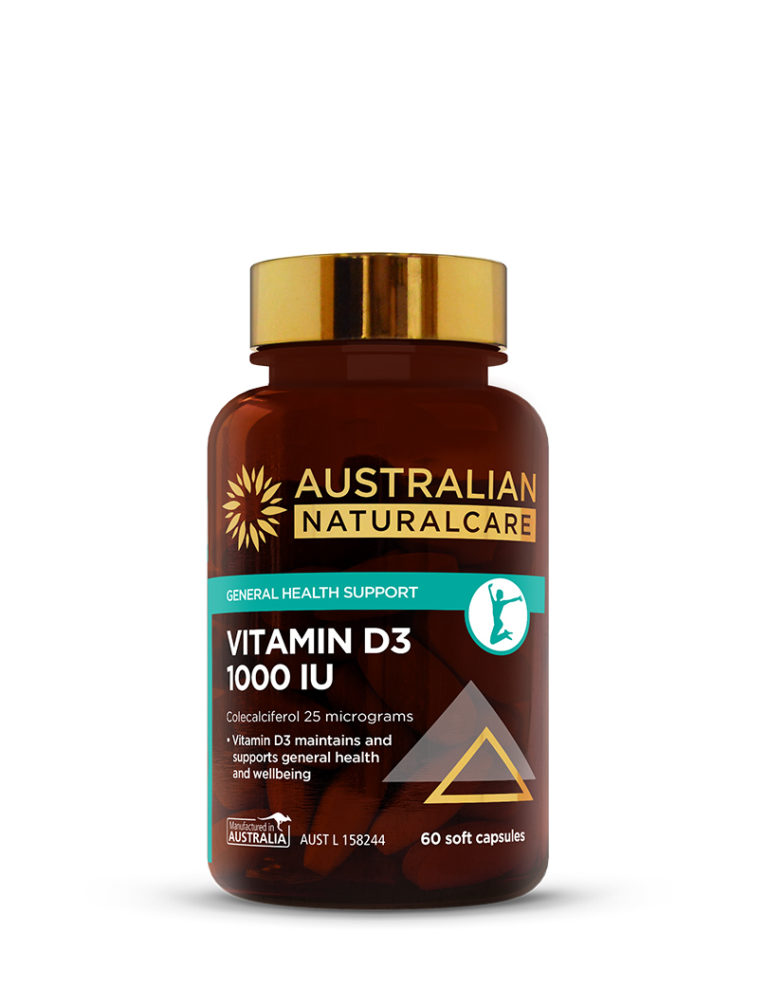 AUSTRALIAN
NATURALCARE
GENERAL HEALTH SUPPORT
VITAMIN D3
1000 IU
Colecalciferol 25 micrograms
• Vitamin D3 maintains and
supports general health
and wellbeing
Manufactured in
AUSTRALIA
AUST L 158244
60 soft capsules